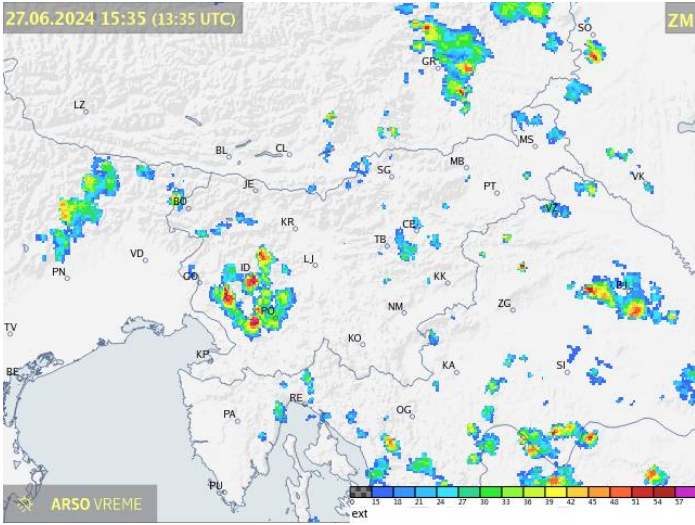 27.06.2024 15:35 (13:35 UTC)
ZM
SO
GR
LZ
MS
BL
CL
SG
MB
VK
JE
PT
BO
VZ
KR
CE
TB
VD
LJ
ID
PN
GO
KK
BJ
PO
NM
ZG
TV
KO
KP
BE
KA
SI
RE
PA
OG
PU
ARSO VREME
0 15 18 21 24 27 30 33 36 39 42 45 48 51 54 57
ext